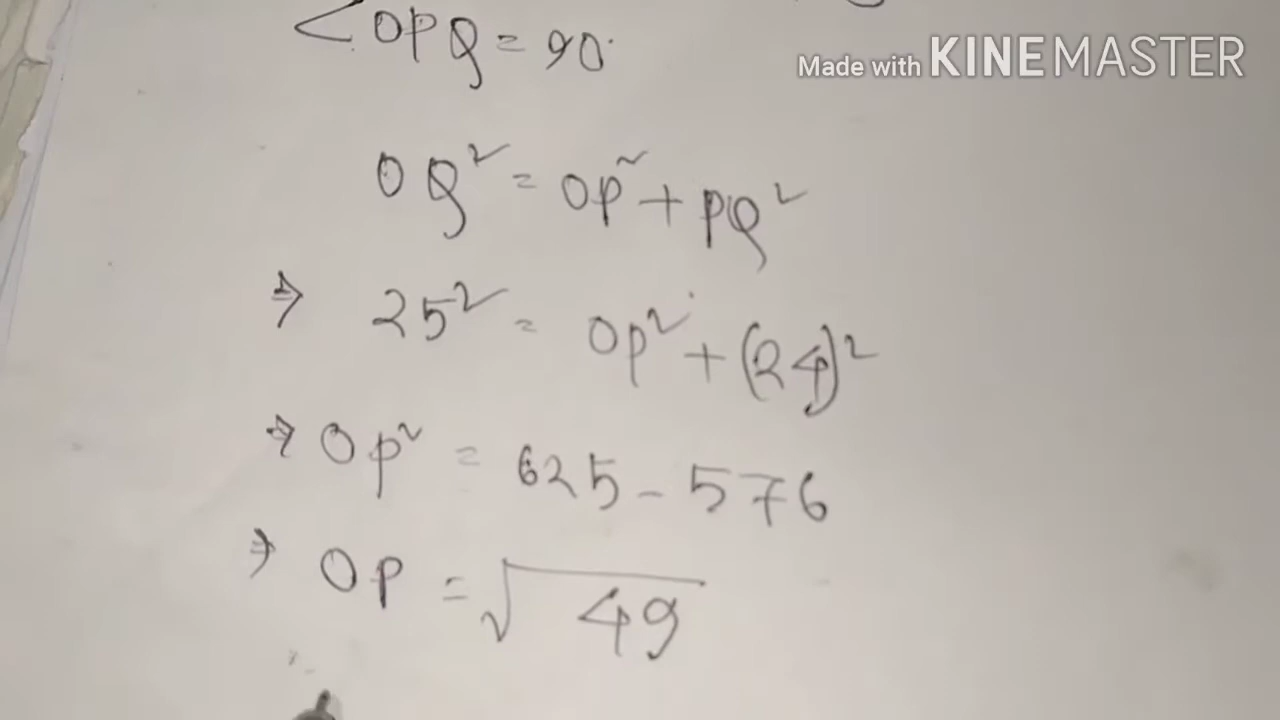 Made with KINEMASTER
<OPQ = 90°
OQ² = OP² + PQ²
⇒ 25² = OP² + (24)²
⇒ OP² = 625 - 576
⇒ OP = √49